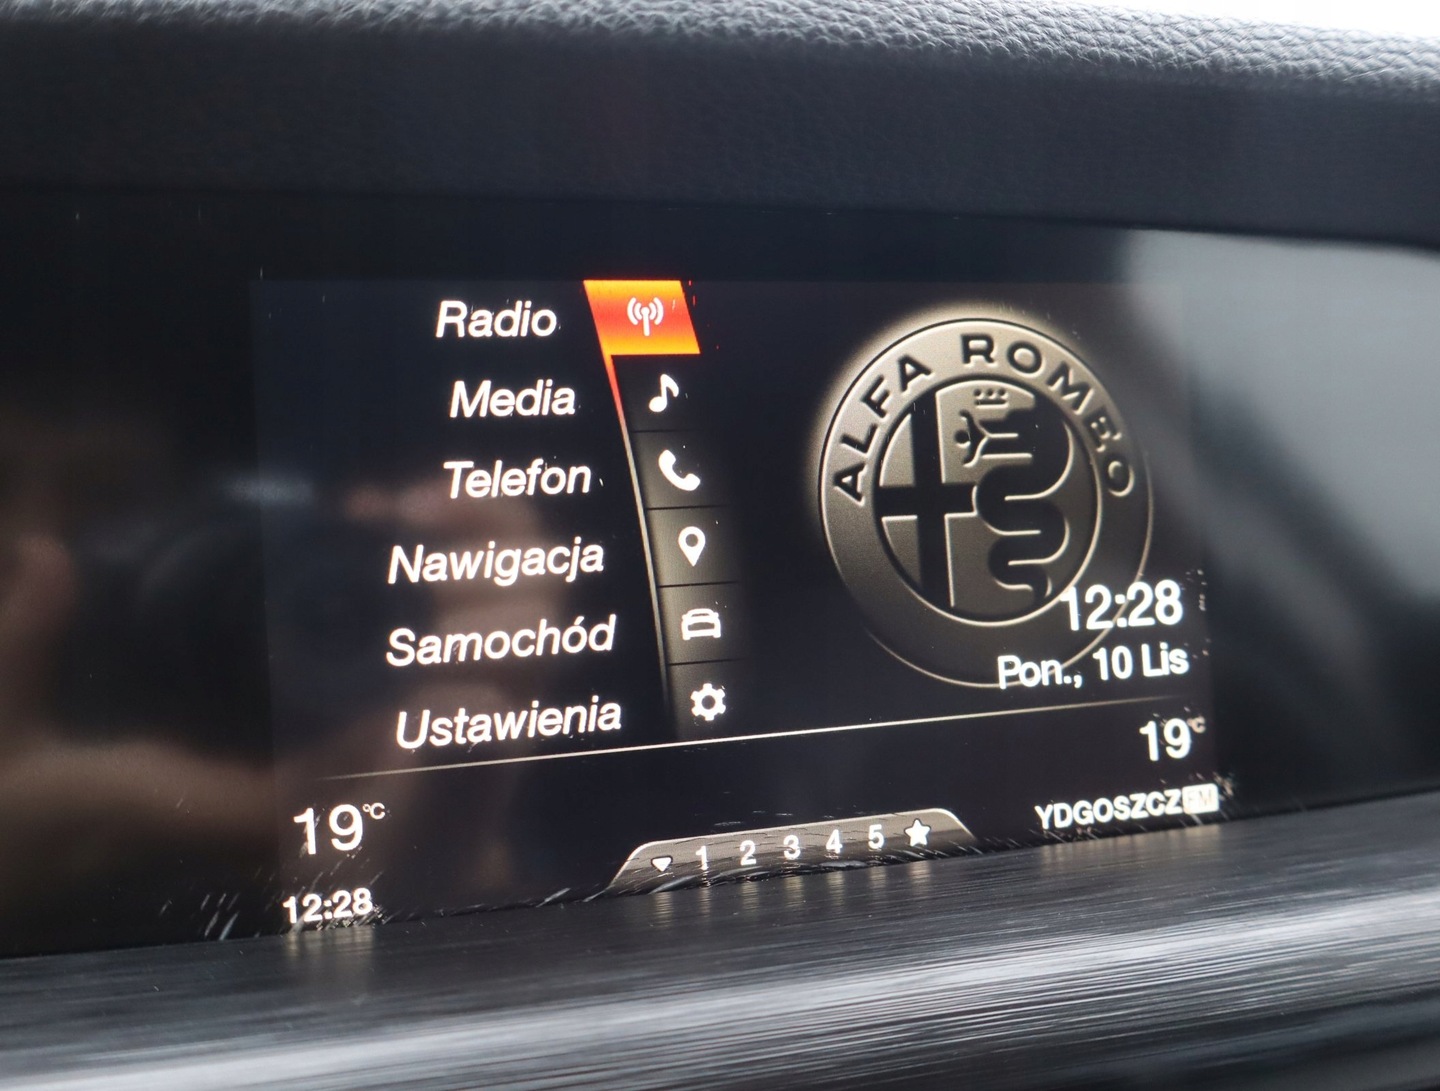 Radio
Media
Telefon
Nawigacja
Samochód
Ustawienia
ALFA ROMEO
12:28
Pon., 10 Lis
19°C
19°C
12:28
1 2 3 4 5
YDGOSZCZ FM